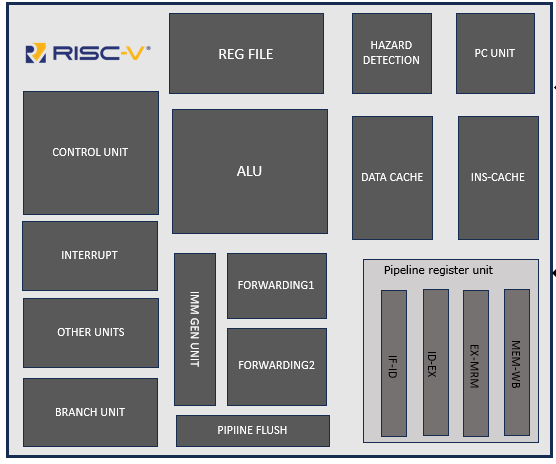 RISC-V®
REG FILE
HAZARD
DETECTION
PC UNIT
CONTROL UNIT
ALU
DATA CACHE
INS-CACHE
INTERRUPT
OTHER UNITS
BRANCH UNIT
IMM GEN UNIT
FORWARDING1
FORWARDING2
PIPIINE FLUSH
Pipeline register unit
IF-ID
ID-EX
EX-MRM
MEM-WB